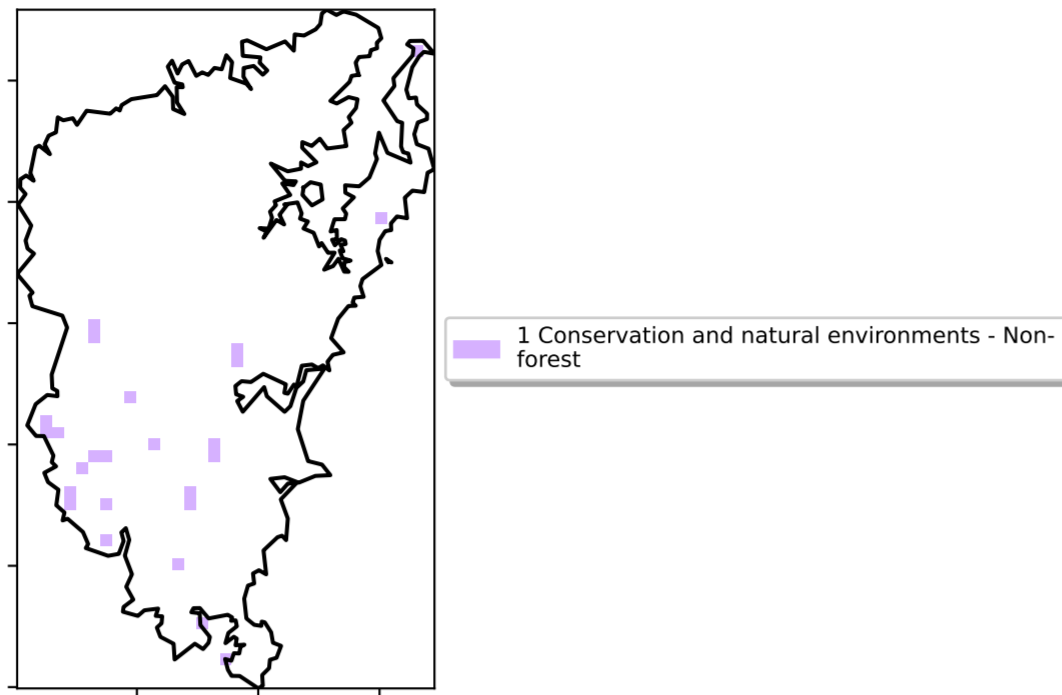 1 Conservation and natural environments - Non-
forest